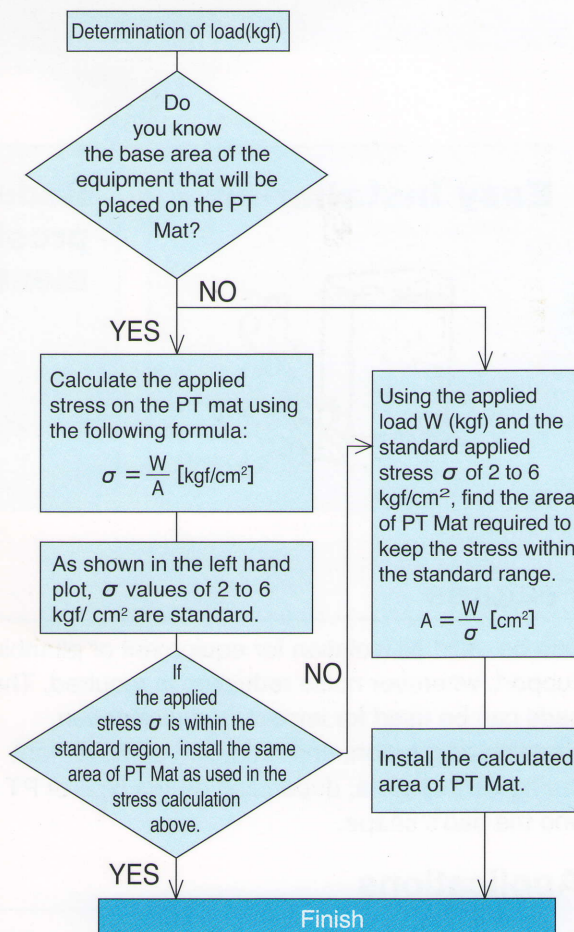 Determination of load(kgf)
Do
you know
the base area of the
equipment that will be
placed on the PT
Mat?
NO
YES
Calculate the applied
stress on the PT mat using
the following formula:
σ = W/A [kgf/cm²]
As shown in the left hand
plot, σ values of 2 to 6
kgf/ cm² are standard.
If
the applied
stress σ is within the
standard region, install the same
area of PT Mat as used in the
stress calculation
above.
NO
YES
Using the applied
load W (kgf) and the
standard applied
stress σ of 2 to 6
kgf/cm², find the area
of PT Mat required to
keep the stress within
the standard range.
A = W/σ [cm²]
Install the calculated
area of PT Mat.
Finish